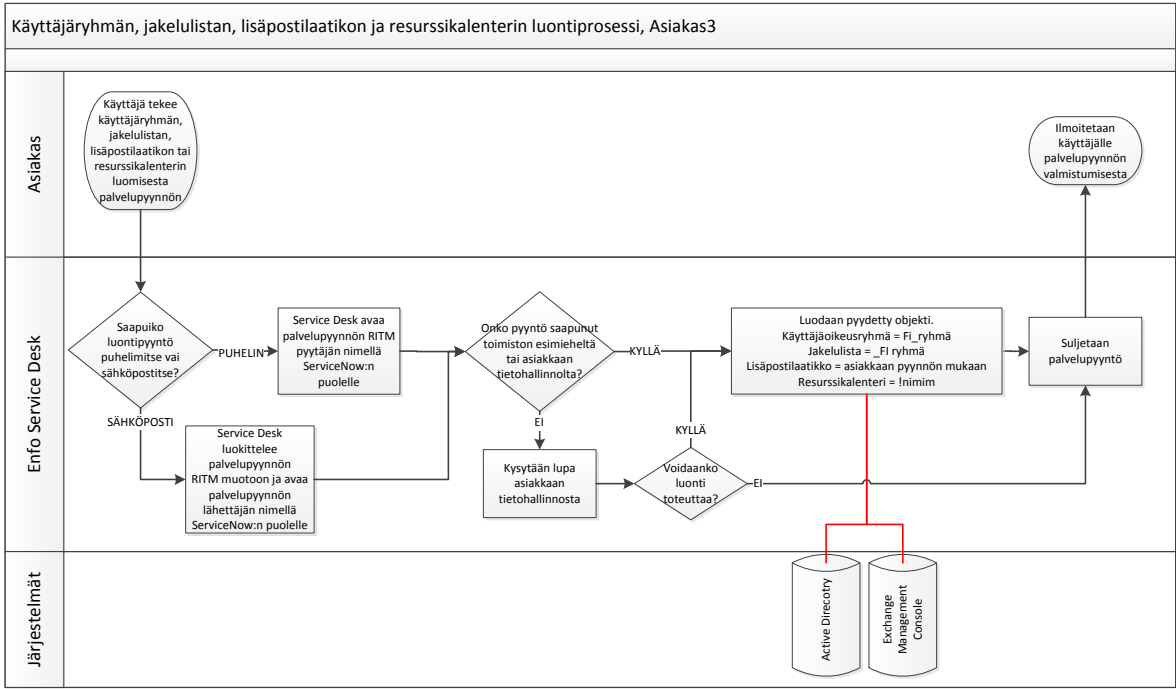 Käyttäjäryhmän, jakelulistan, lisäpostilaatikon ja resurssikalenterin luontiprosessi, Asiakas3
Asiakas
Käyttäjä tekee
käyttäjäryhmän,
jakelulistan,
lisäpostilaatikon tai
resurssikalenterin
luomisesta
palvelupyynnön
Ilmoitetaan
käyttäjälle
palvelupyynnön
valmistumisesta
Enfo Service Desk
Saapuiko
luontipyyntö
puhelimitse vai
sähköpostitse?
PUHELIN
Service Desk avaa
palvelupyynnön RITM
pyytäjän nimellä
ServiceNow:n
puolelle
SÄHKÖPOSTI
Service Desk
luokittelee
palvelupyynnön
RITM muotoon ja avaa
palvelupyynnön
lähettäjän nimellä
ServiceNow:n puolelle
Onko pyyntö saapunut
toimiston esimieheltä
tai asiakkaan
tietohallinnolta?
KYLLÄ
EI
Kysytään lupa
asiakkaan
tietohallinnosta
Voidaanko
luonti
toteuttaa?
KYLLÄ
EI
Luodaan pyydetty objekti.
Käyttäjäoikeusryhmä = Fi_ryhmä
Jakelulista = _FI ryhmä
Lisäpostilaatikko = asiakkaan pyynnön mukaan
Resurssikalenteri = !nimim
Suljetaan
palvelupyyntö
Järjestelmät
Active Direcotry
Exchange
Management
Console